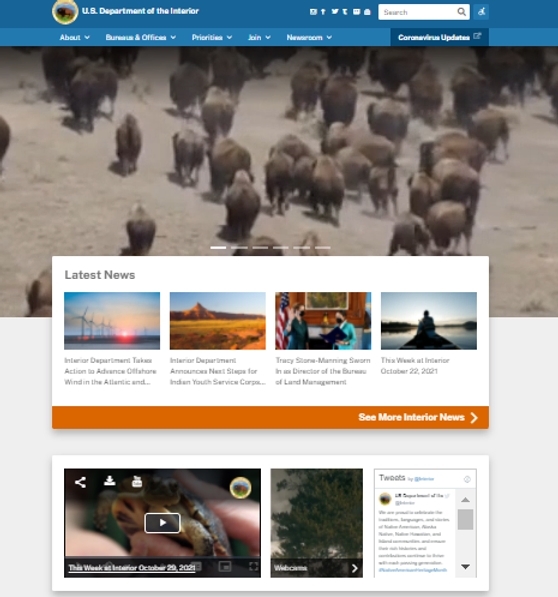 U.S. Department of the Interior
Search
About
Bureaus & Offices
Priorities
Join
Newsroom
Coronavirus Updates
Latest News
Interior Department Takes
Action to Advance Offshore
Wind in the Atlantic and...
Interior Department
Announces Next Steps for
Indian Youth Service Corps...
Tracy Stone-Manning Sworn
In as Director of the Bureau
of Land Management
This Week at Interior
October 22, 2021
See More Interior News
This Week at Interior October 29, 2021
Webcams
Tweets by @Interior
US Department of the
@Interior
We are proud to celebrate the
traditions, languages, and stories
of Native American, Alaska
Native, Native Hawaiian, and
Island communities and ensure
their rich histories and
contributions continue to
with each passing generation.
#NativeAmericanHeritageMonth